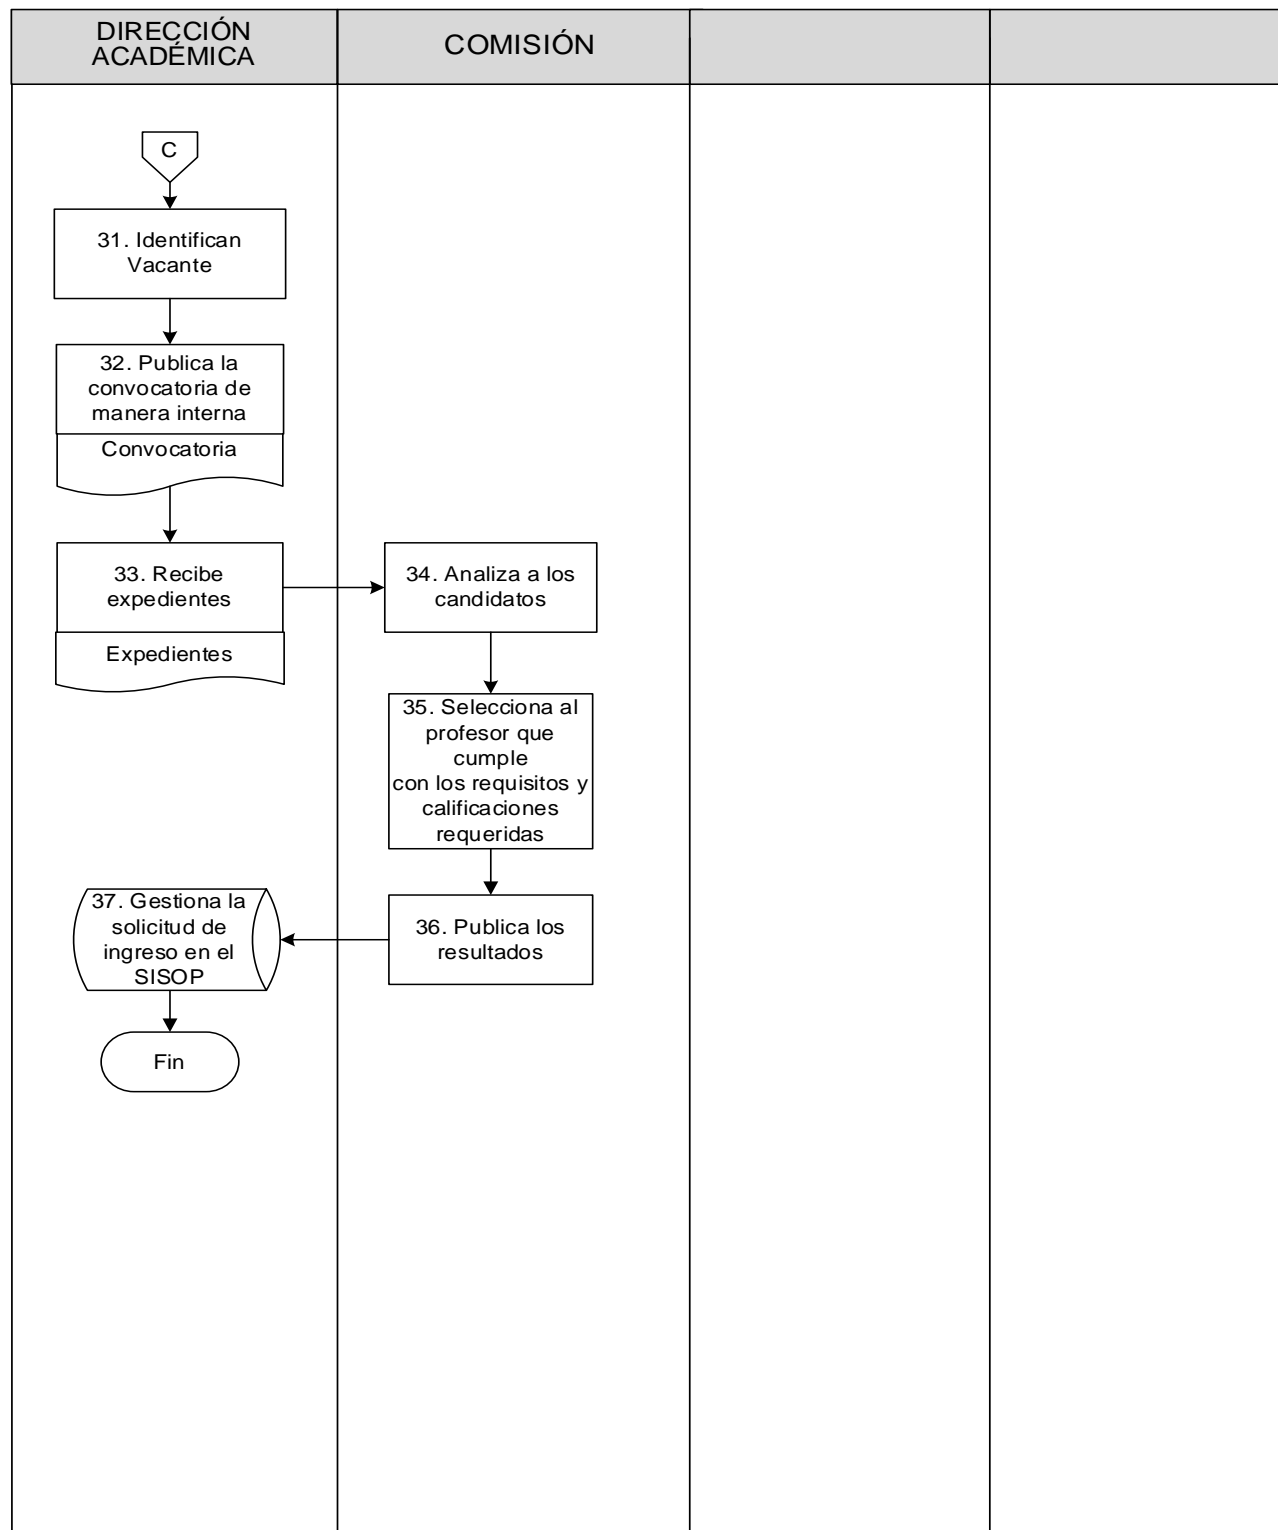 DIRECCIÓN
ACADÉMICA
COMISIÓN
C
31. Identifican
Vacante
32. Publica la
convocatoria de
manera interna
Convocatoria
33. Recibe
expedientes
Expedientes
34. Analiza a los
candidatos
35. Selecciona al
profesor que
cumple
con los requisitos y
calificaciones
requeridas
36. Publica los
resultados
37. Gestiona la
solicitud de
ingreso en el
SISOP
Fin